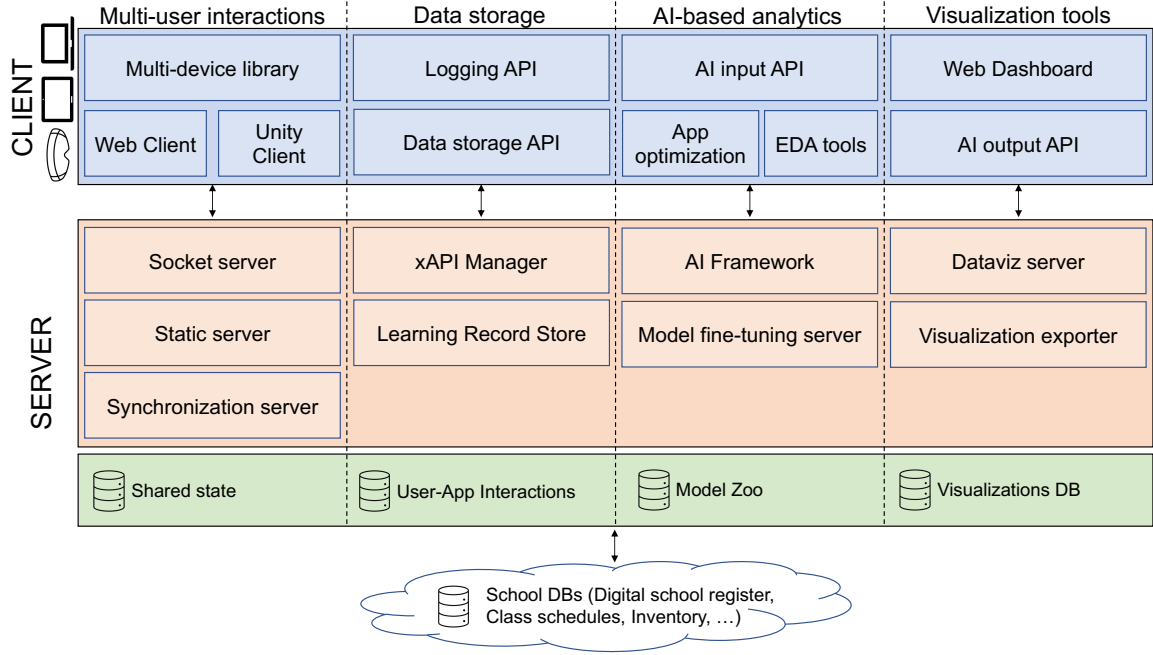 Multi-user interactions
Data storage
AI-based analytics
Visualization tools
CLIENT
Multi-device library
Logging API
AI input API
Web Dashboard
Web Client
Unity
Client
Data storage API
App
optimization
EDA tools
AI output API
SERVER
Socket server
xAPI Manager
AI Framework
Dataviz server
Static server
Learning Record Store
Model fine-tuning server
Visualization exporter
Synchronization server
Shared state
User-App Interactions
Model Zoo
Visualizations DB
School DBs (Digital school register,
Class schedules, Inventory, …)